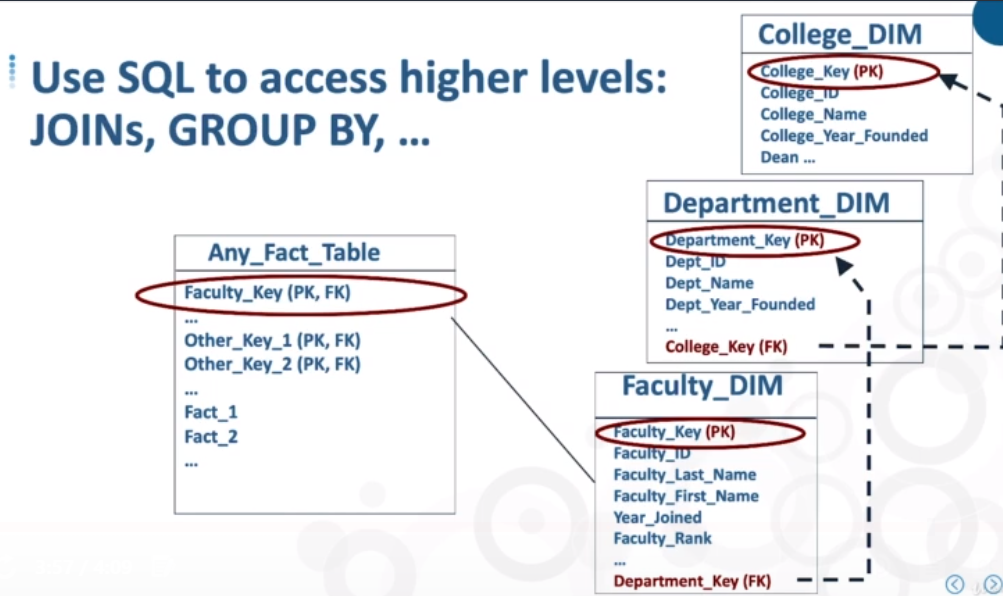 Use SQL to access higher levels:
JOINs, GROUP BY, ...
College_DIM
College_Key (PK)
College_ID
College_Name
College_Year_Founded
Dean ...
Department_DIM
Department_Key (PK)
Dept_ID
Dept_Name
Dept_Year_Founded
...
College_Key (FK)
Any_Fact_Table
Faculty_Key (PK, FK)
...
Other_Key_1 (PK, FK)
Other_Key_2 (PK, FK)
...
Fact_1
Fact_2
...
Faculty_DIM
Faculty_Key (PK)
Faculty_ID
Faculty_Last_Name
Faculty_First_Name
Year_Joined
Faculty_Rank
...
Department_Key (FK)